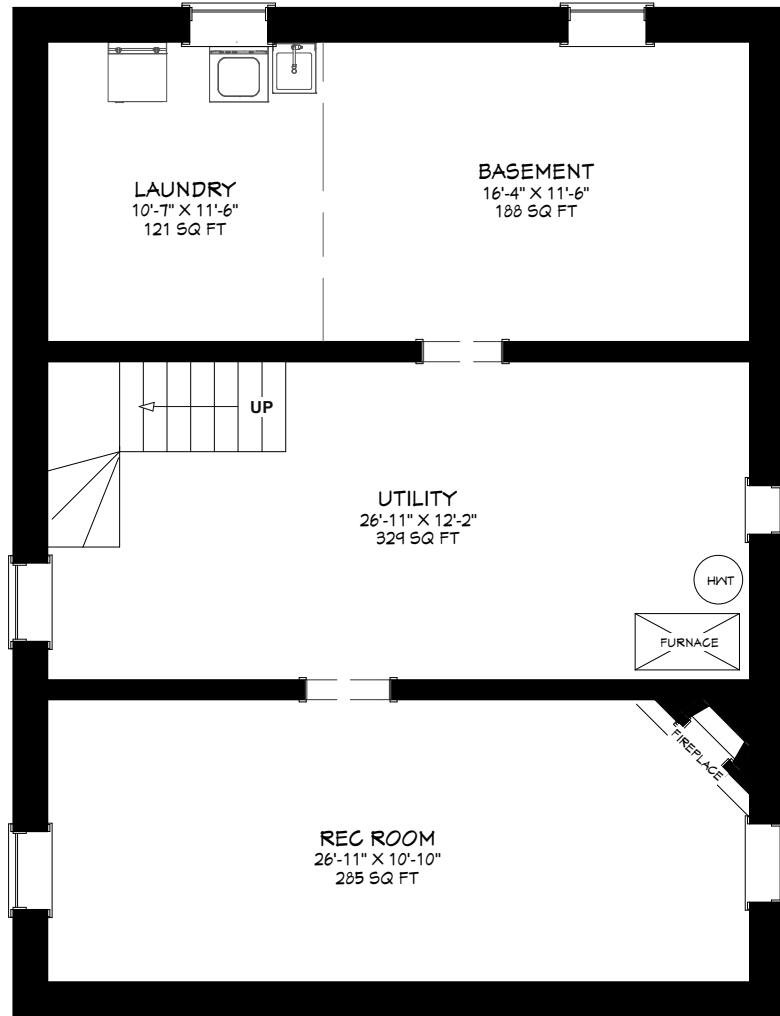 LAUNDRY
10'-7" X 11'-6"
121 SQ FT
BASEMENT
16'-4" X 11'-6"
188 SQ FT
UP
UTILITY
26'-11" X 12'-2"
329 SQ FT
HWT
FURNACE
FIREPLACE
REC ROOM
26'-11" X 10'-10"
285 SQ FT